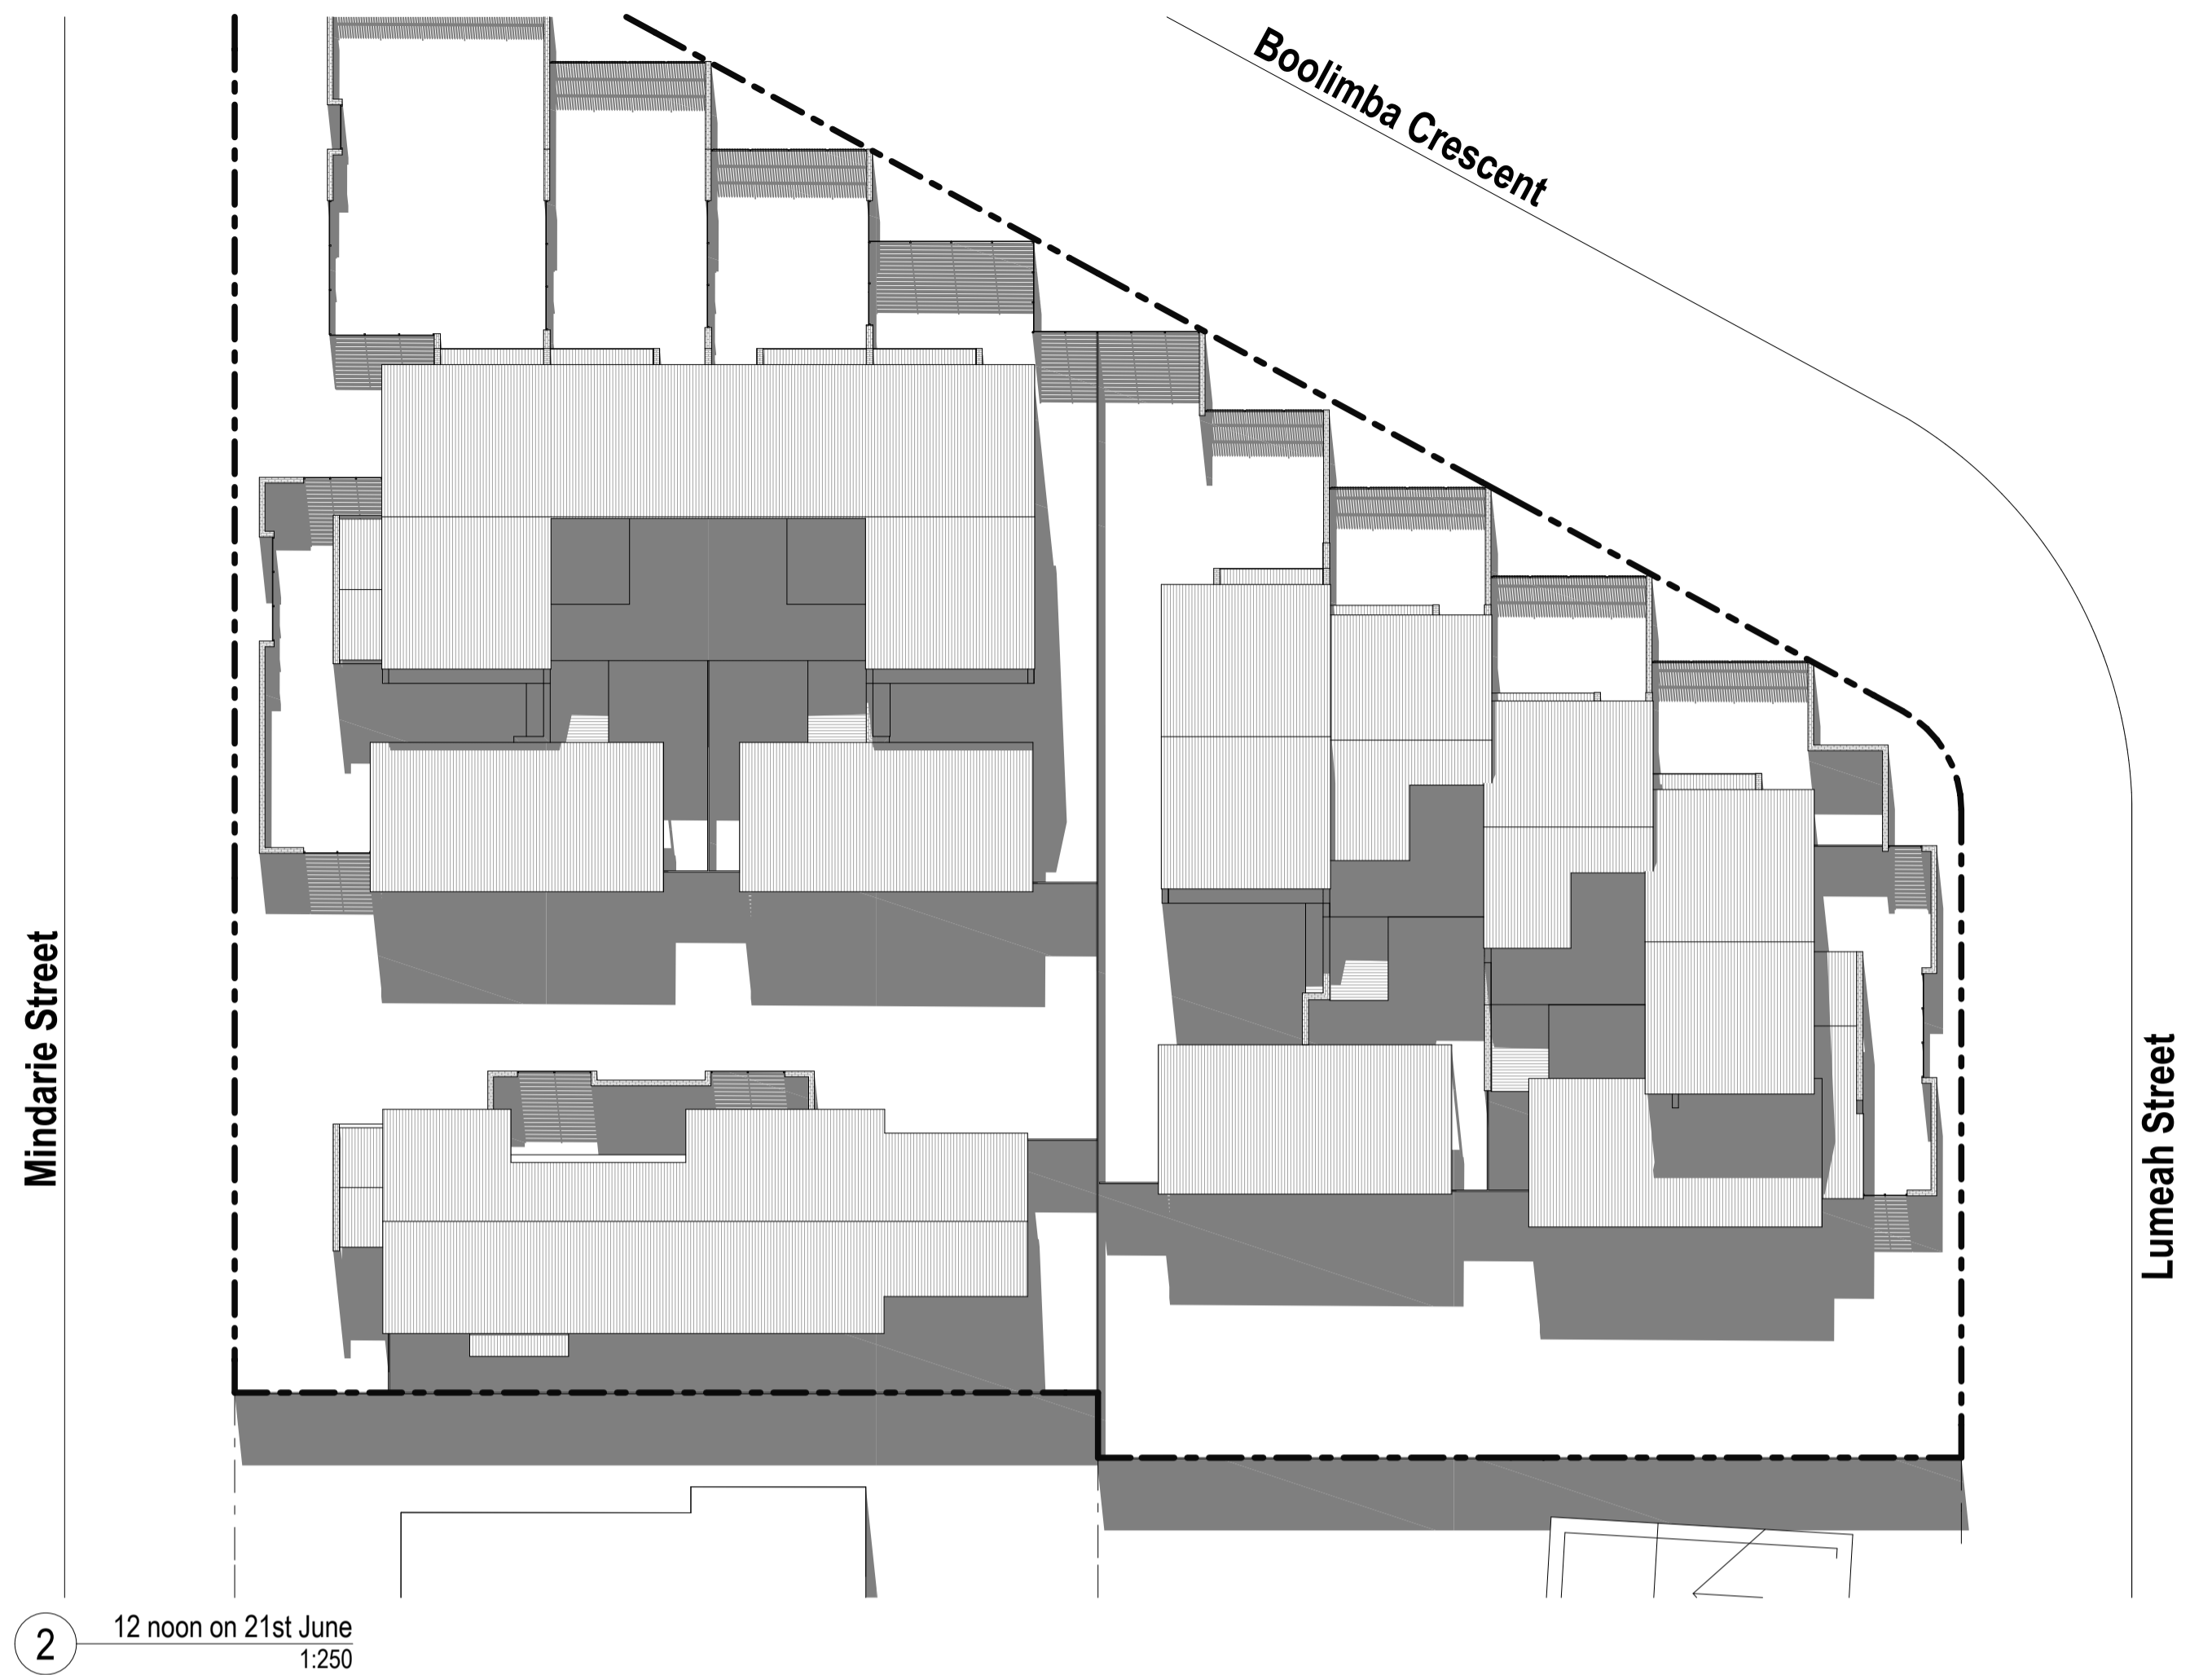 Boolimba Crescent
Mindarie Street
Lumeah Street
2
12 noon on 21st June
1:250